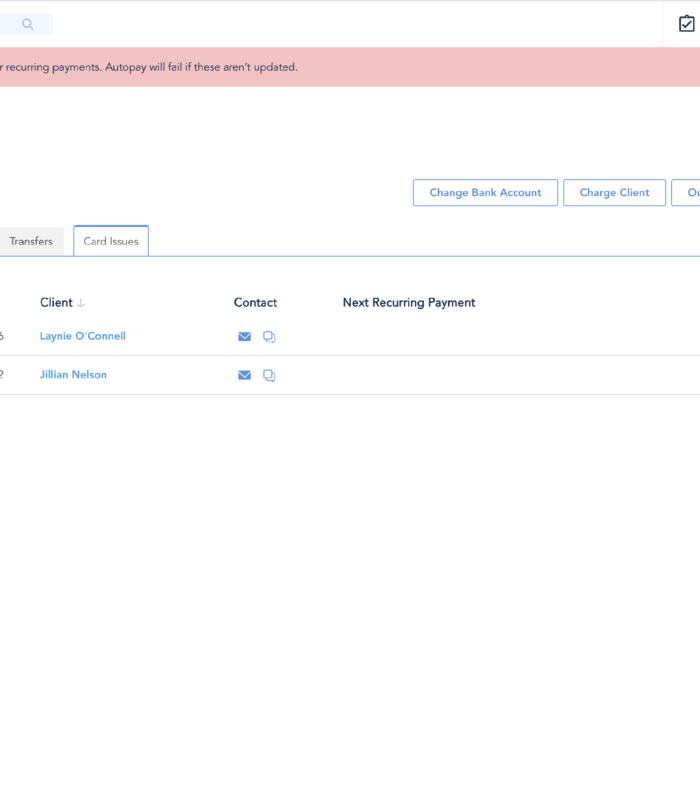 r recurring payments. Autopay will fail if these aren't updated.
Change Bank Account Charge Client Ou
Transfers Card Issues
Client Contact Next Recurring Payment
6 Laynie O'Connell
2 Jillian Nelson